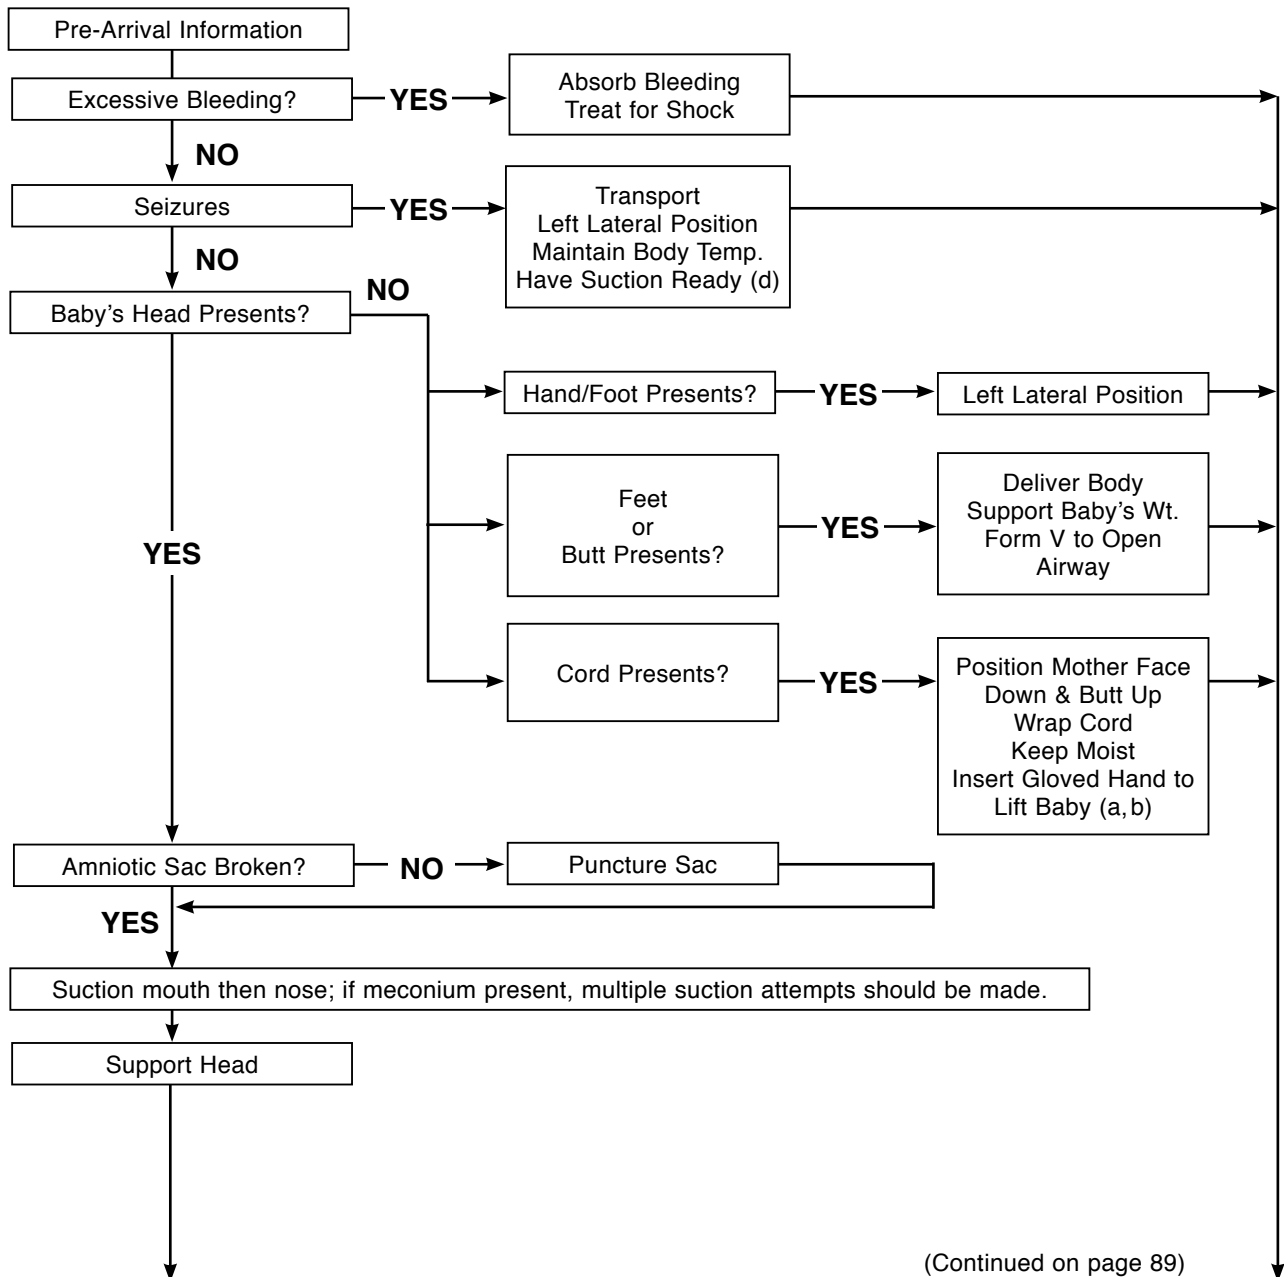 Pre-Arrival Information
Excessive Bleeding?
YES
Absorb Bleeding
Treat for Shock
NO
Seizures
YES
Transport
Left Lateral Position
Maintain Body Temp.
Have Suction Ready (d)
NO
Baby's Head Presents?
NO
Hand/Foot Presents?
YES
Left Lateral Position
Feet
or
Butt Presents?
YES
Deliver Body
Support Baby's Wt.
Form V to Open
Airway
YES
Cord Presents?
YES
Position Mother Face
Down & Butt Up
Wrap Cord
Keep Moist
Insert Gloved Hand to
Lift Baby (a,b)
Amniotic Sac Broken?
NO
Puncture Sac
YES
Suction mouth then nose; if meconium present, multiple suction attempts should be made.
Support Head
(Continued on page 89)